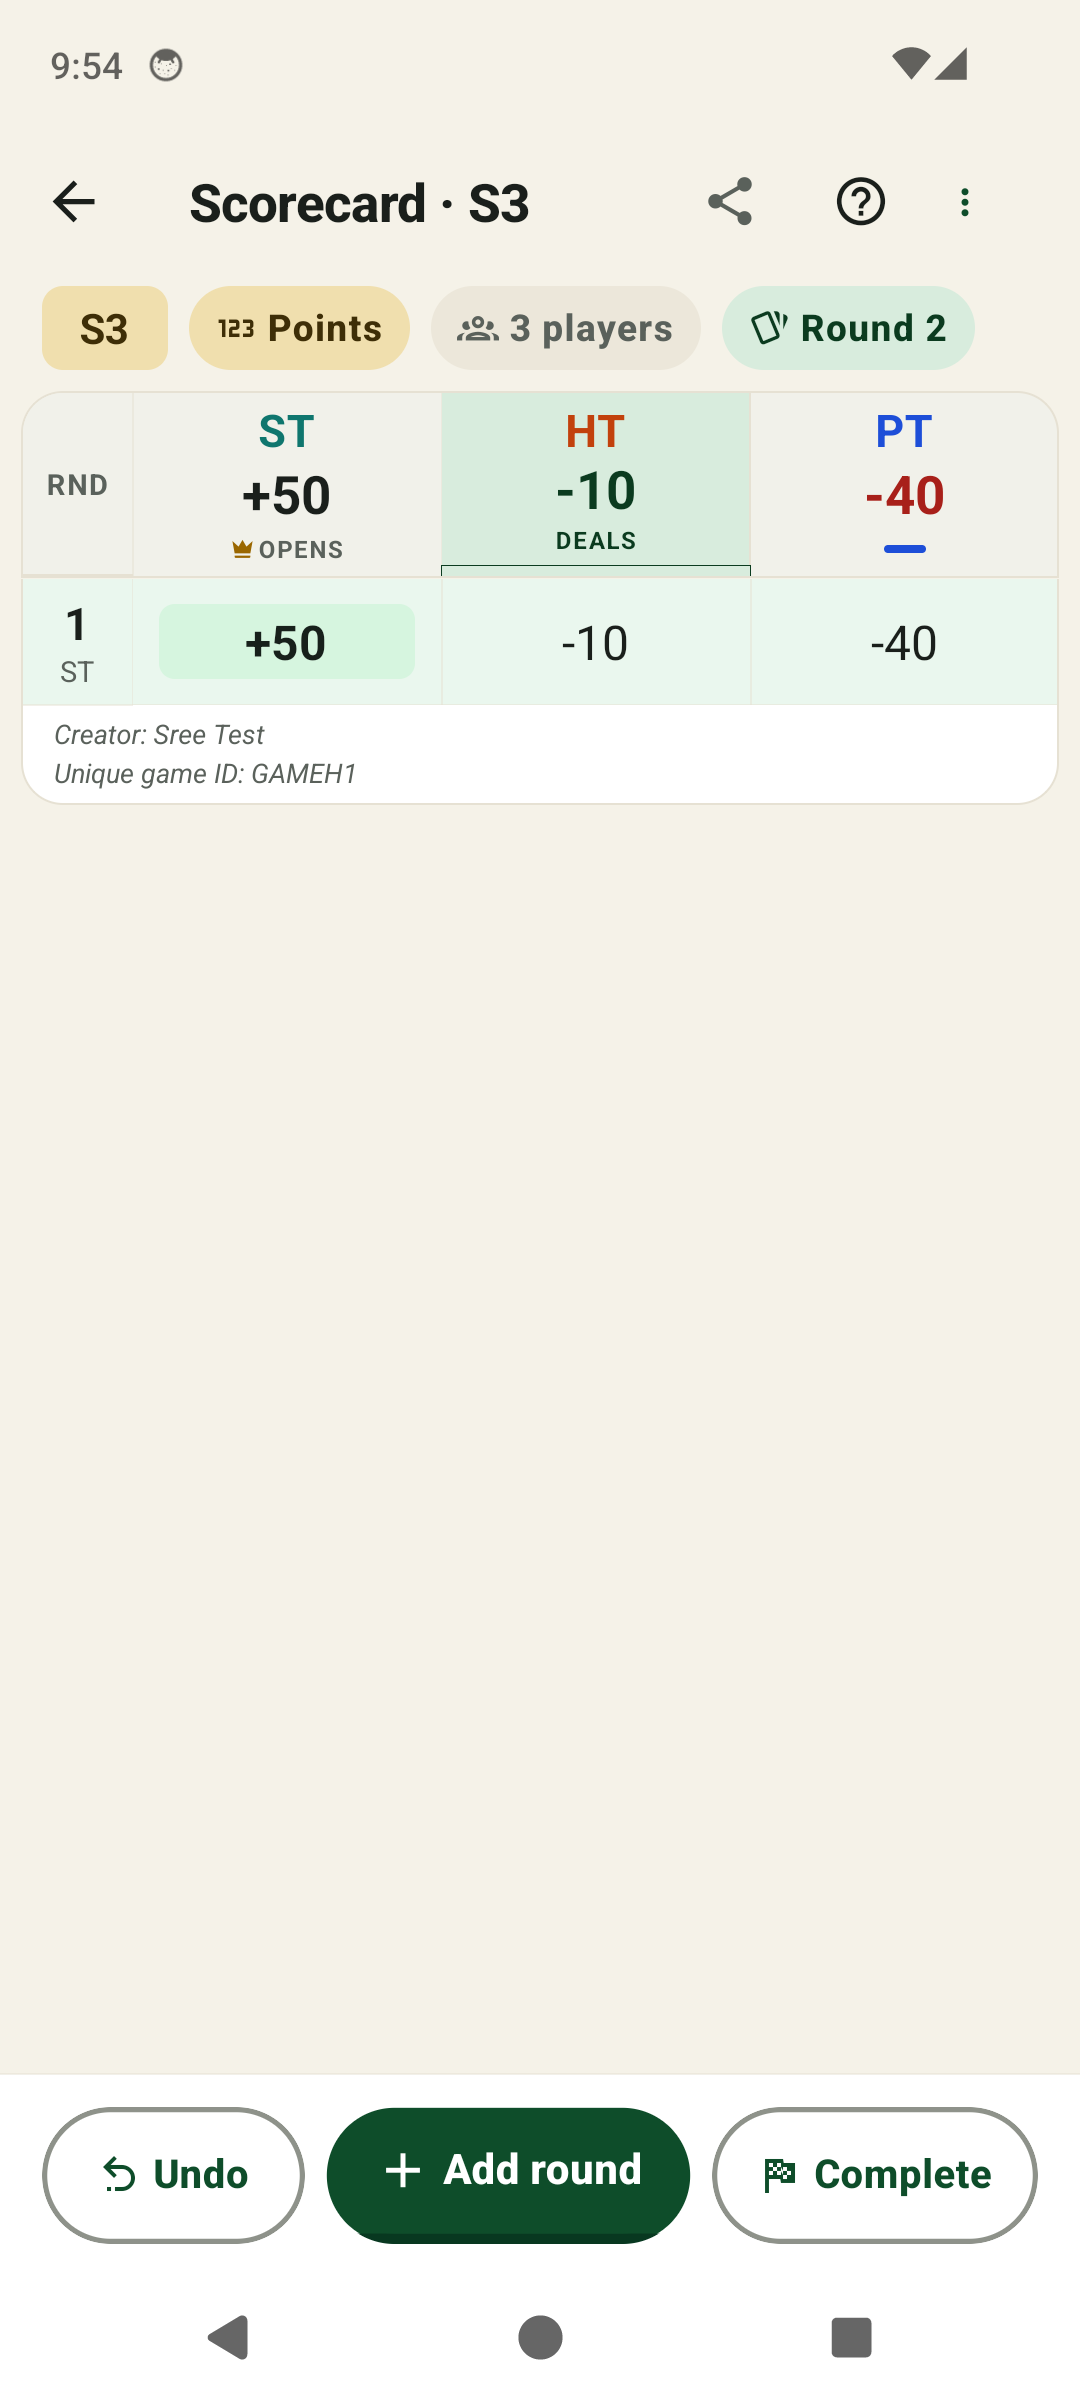 9:54
Scorecard · S3
S3
123 Points
3 players
Round 2
RND
ST
+50
OPENS
HT
-10
DEALS
PT
-40
1
ST
+50
-10
-40
Creator: Sree Test
Unique game ID: GAMEH1
Undo
+ Add round
Complete